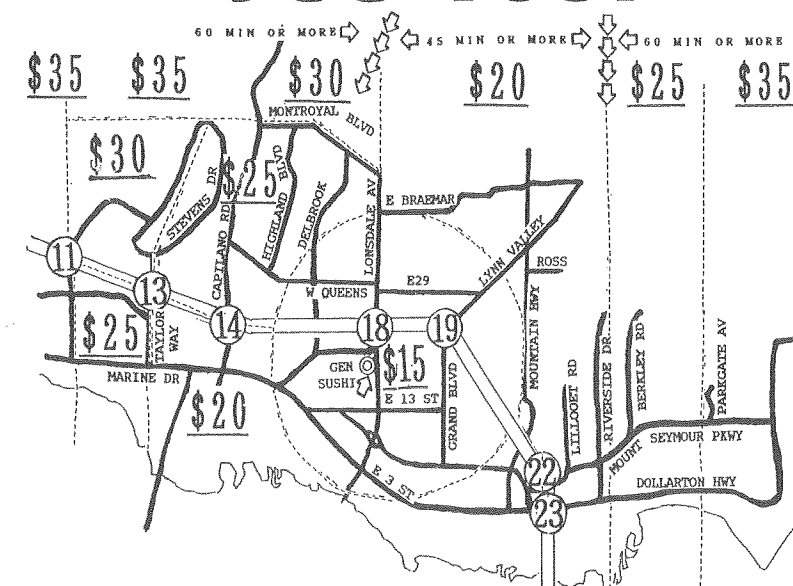 60 MIN OR MORE
45 MIN OR MORE
60 MIN OR MORE
$35
$35
$30
$20
$25
$35
MONTROYAL BLVD
$30
$25
STEVENS DR
CAPILANO RD
HIGHLAND BLVD
DELBROOK
LONSDALE AV
E BRAEMAR
LYNN VALLEY
ROSS
11
13
14
W QUEENS
E29
18
19
MOUNTAIN HWY
$25
TAYLOR
WAY
MARINE DR
$20
GEN
SUSHI
$15
E 13 ST
GRAND BLVD
LILLOOET RD
RIVERSIDE DR
BERKLEY RD
PARKGATE AV
E 3 ST
22
23
MOUNT SEYMOUR PKWY
DOLLARTON HWY